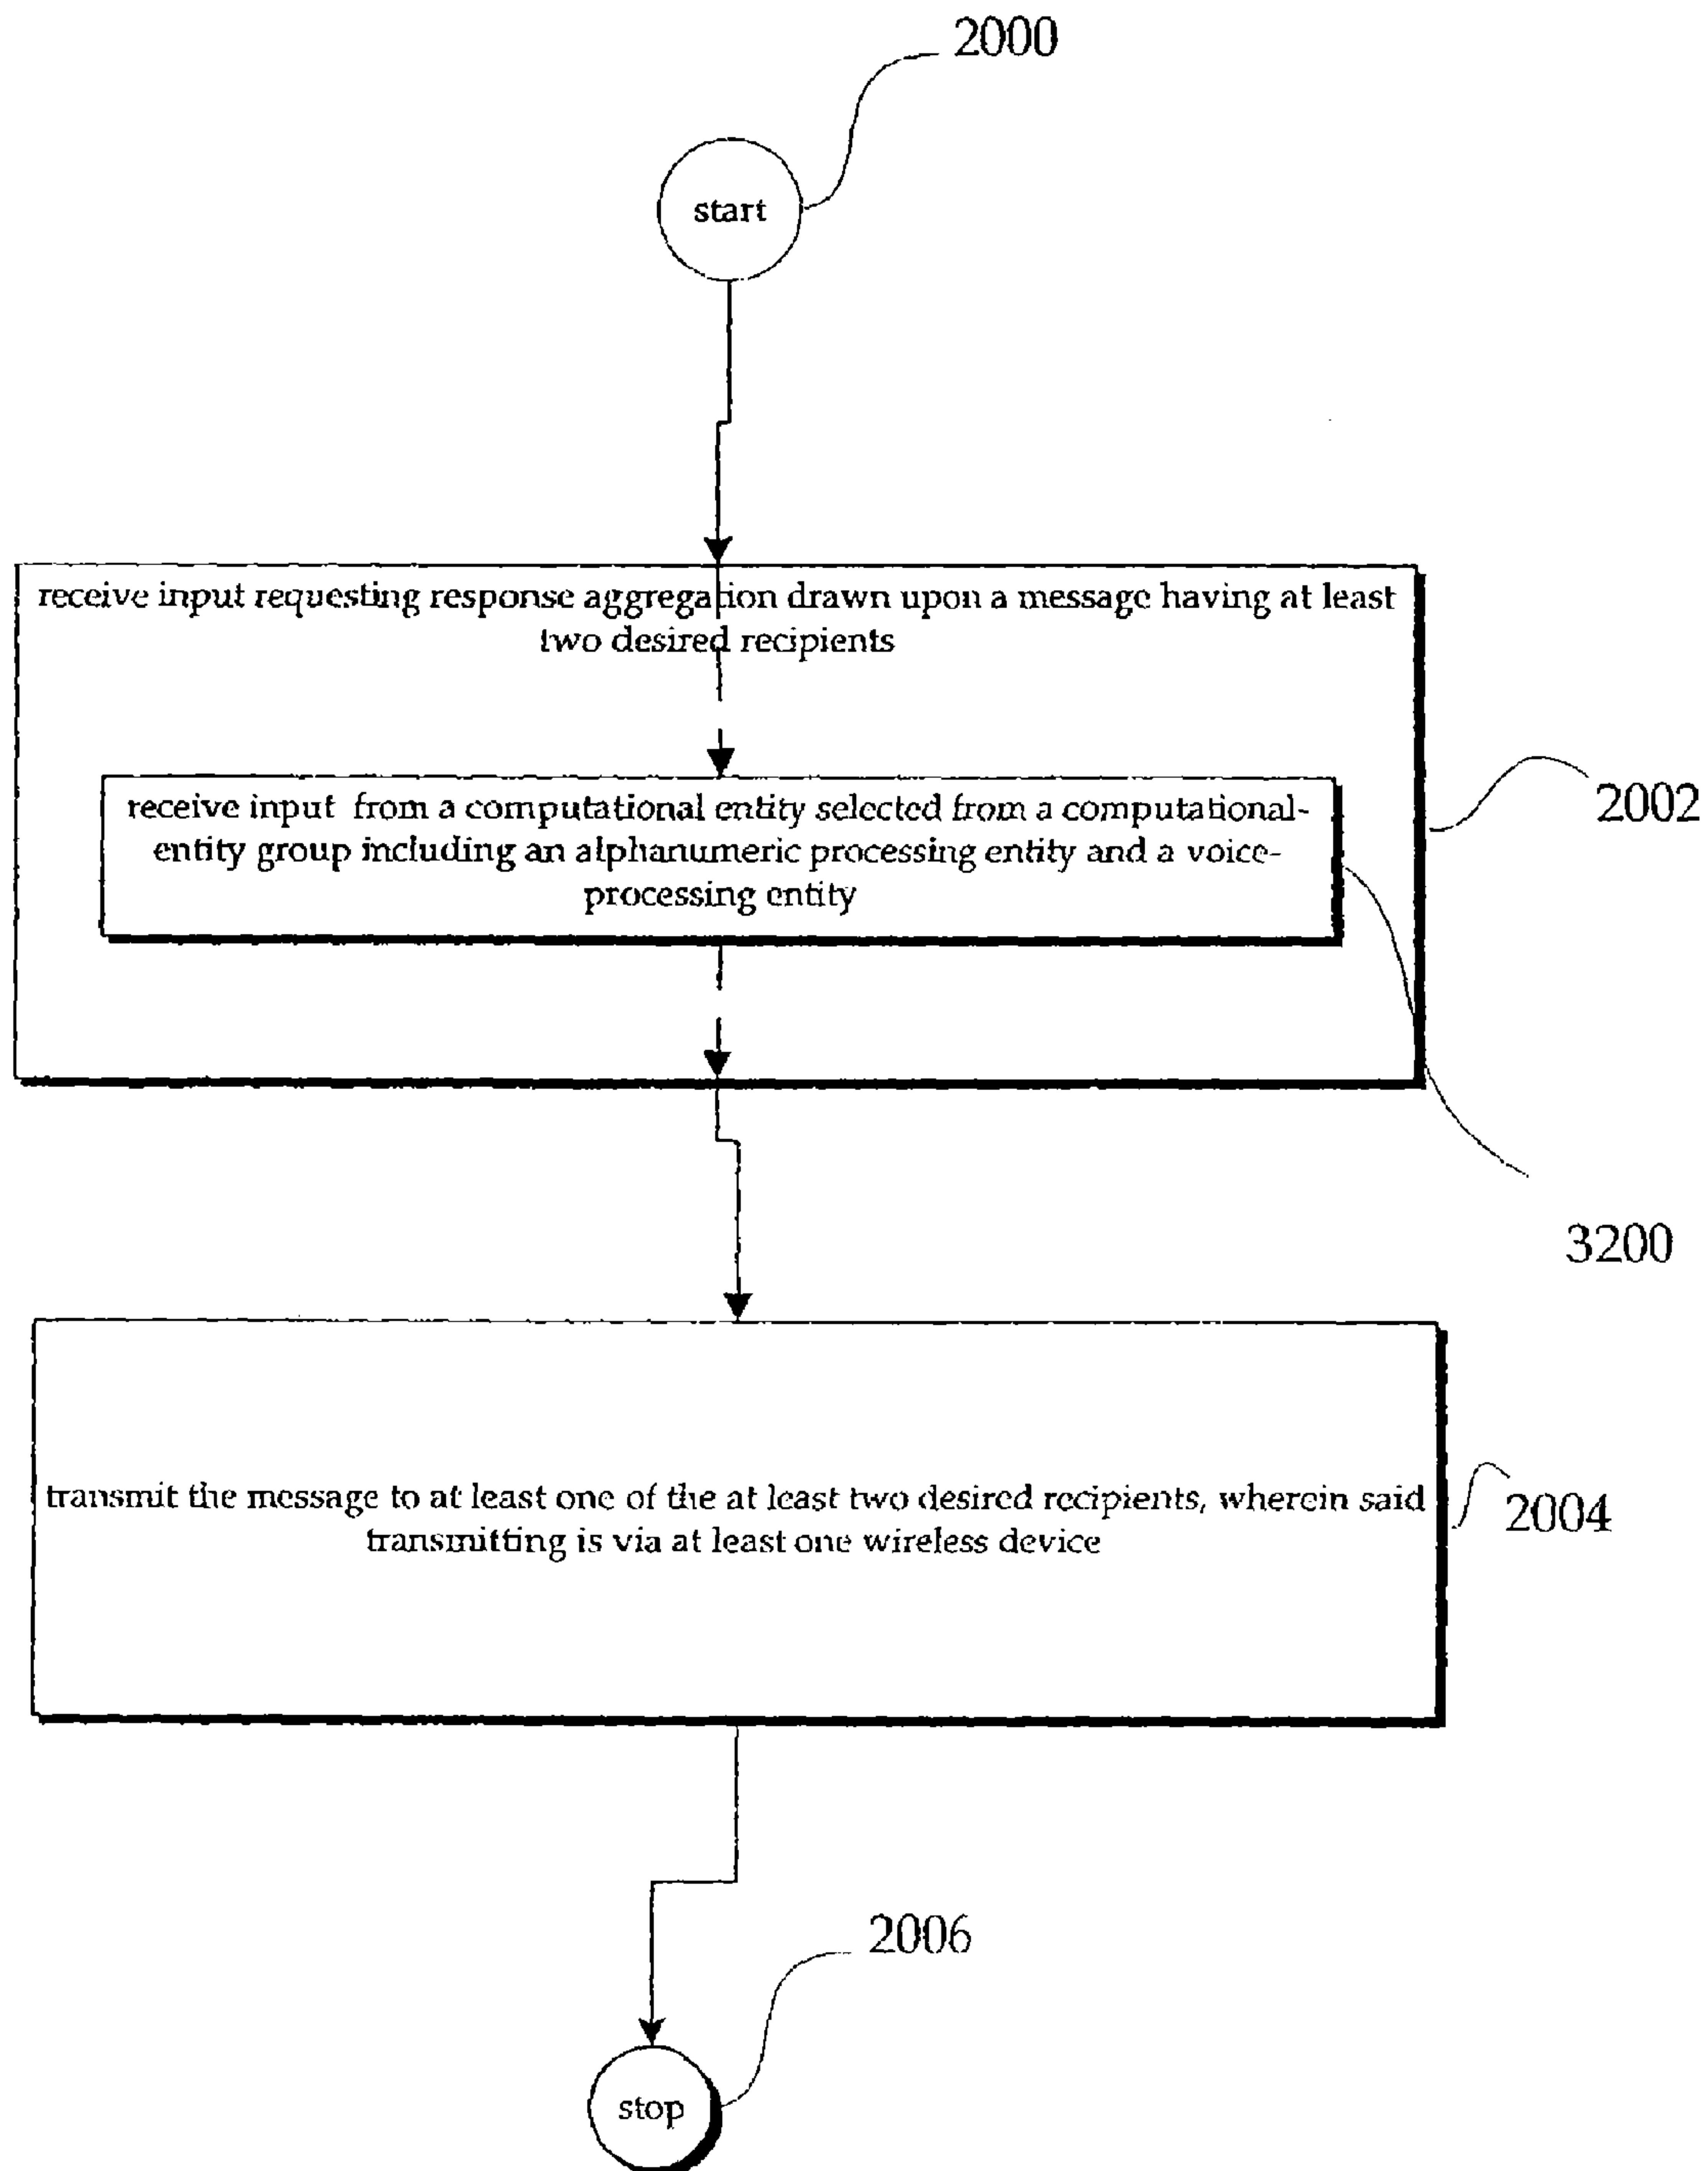 2000
start
receive input requesting response aggregation drawn upon a message having at least
two desired recipients
receive input from a computational entity selected from a computational-
entity group including an alphanumeric processing entity and a voice-
processing entity
2002
3200
transmit the message to at least one of the at least two desired recipients, wherein said
transmitting is via at least one wireless device
2004
2006
stop